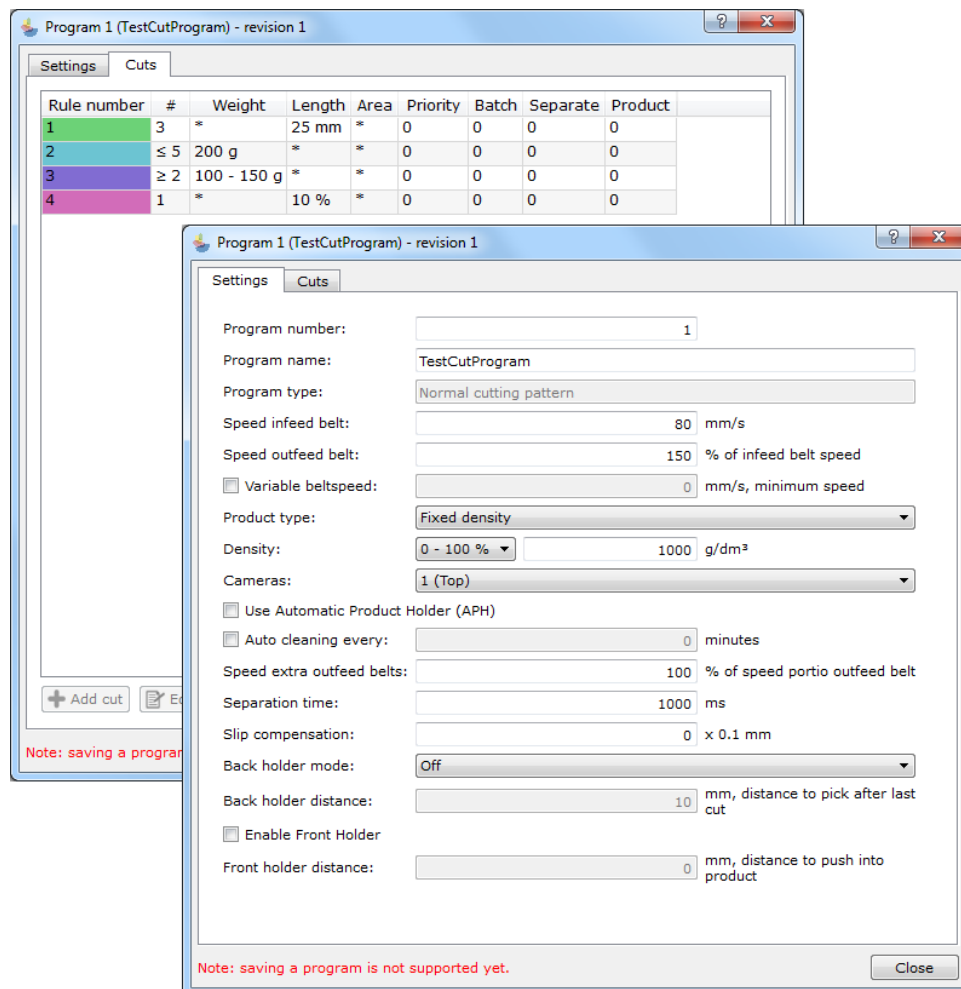 Program 1 (TestCutProgram) - revision 1
Settings Cuts
Rule number # Weight Length Area Priority Batch Separate Product
1 3 * 25 mm * 0 0 0 0
2 ≤ 5 200 g * * 0 0 0 0
3 ≥ 2 100 - 150 g * * 0 0 0 0
4 1 * 10 % * 0 0 0 0
Add cut
Note: saving a program
Program 1 (TestCutProgram) - revision 1
Settings Cuts
Program number: 1
Program name: TestCutProgram
Program type: Normal cutting pattern
Speed infeed belt: 80 mm/s
Speed outfeed belt: 150 % of infeed belt speed
Variable beltspeed: 0 mm/s, minimum speed
Product type: Fixed density
Density: 0 - 100 % 1000 g/dm³
Cameras: 1 (Top)
Use Automatic Product Holder (APH)
Auto cleaning every: 0 minutes
Speed extra outfeed belts: 100 % of speed portio outfeed belt
Separation time: 1000 ms
Slip compensation: 0 x 0.1 mm
Back holder mode: Off
Back holder distance: 10 mm, distance to pick after last
cut
Enable Front Holder
Front holder distance: 0 mm, distance to push into
product
Note: saving a program is not supported yet.
Close